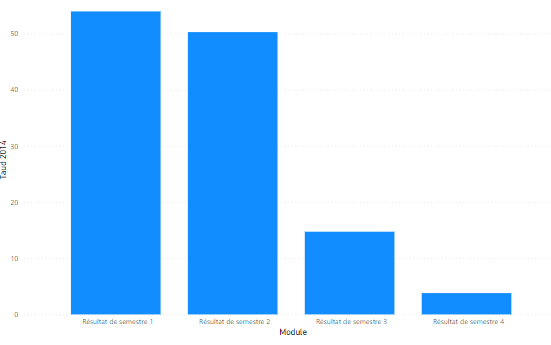 50
40
30
20
10
0
Taud 2014
Résultat de semestre 1
Résultat de semestre 2
Résultat de semestre 3
Résultat de semestre 4
Module